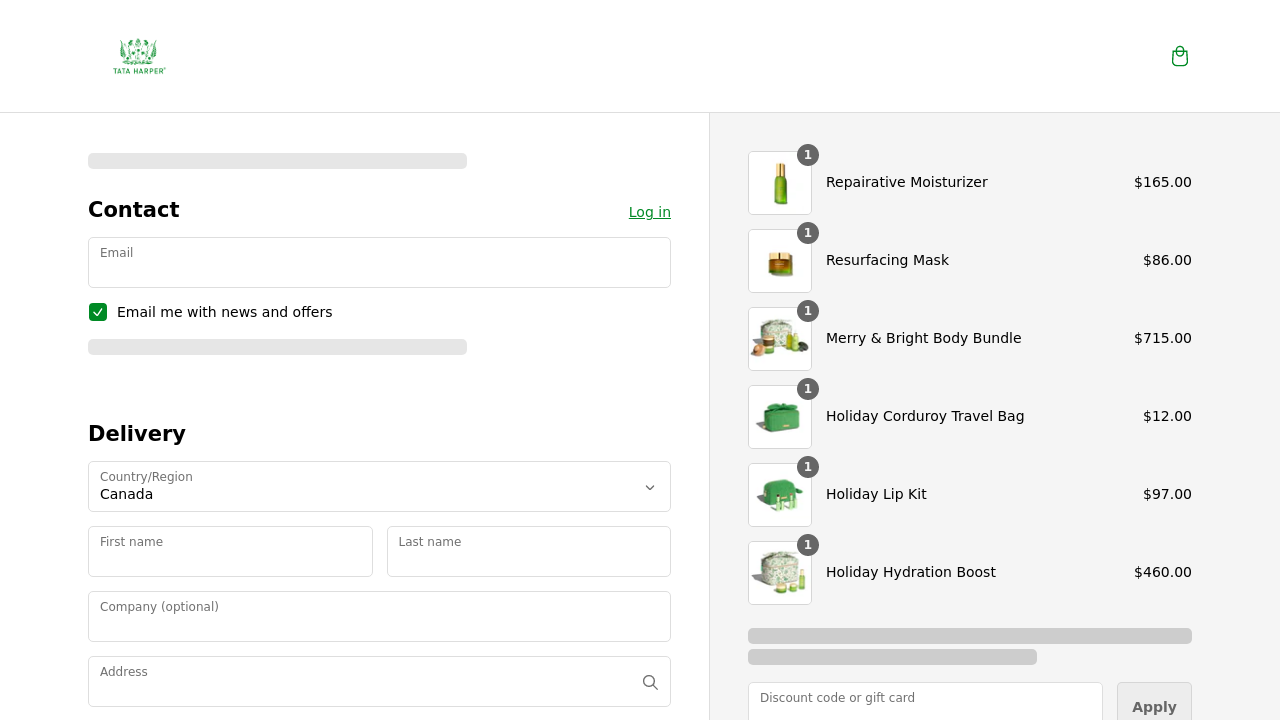 TATA HARPER
Contact
Log in
Email
Email me with news and offers
Delivery
Country/Region
Canada
First name
Last name
Company (optional)
Address
1
Repairative Moisturizer
$165.00
1
Resurfacing Mask
$86.00
1
Merry & Bright Body Bundle
$715.00
1
Holiday Corduroy Travel Bag
$12.00
1
Holiday Lip Kit
$97.00
1
Holiday Hydration Boost
$460.00
Discount code or gift card
Apply